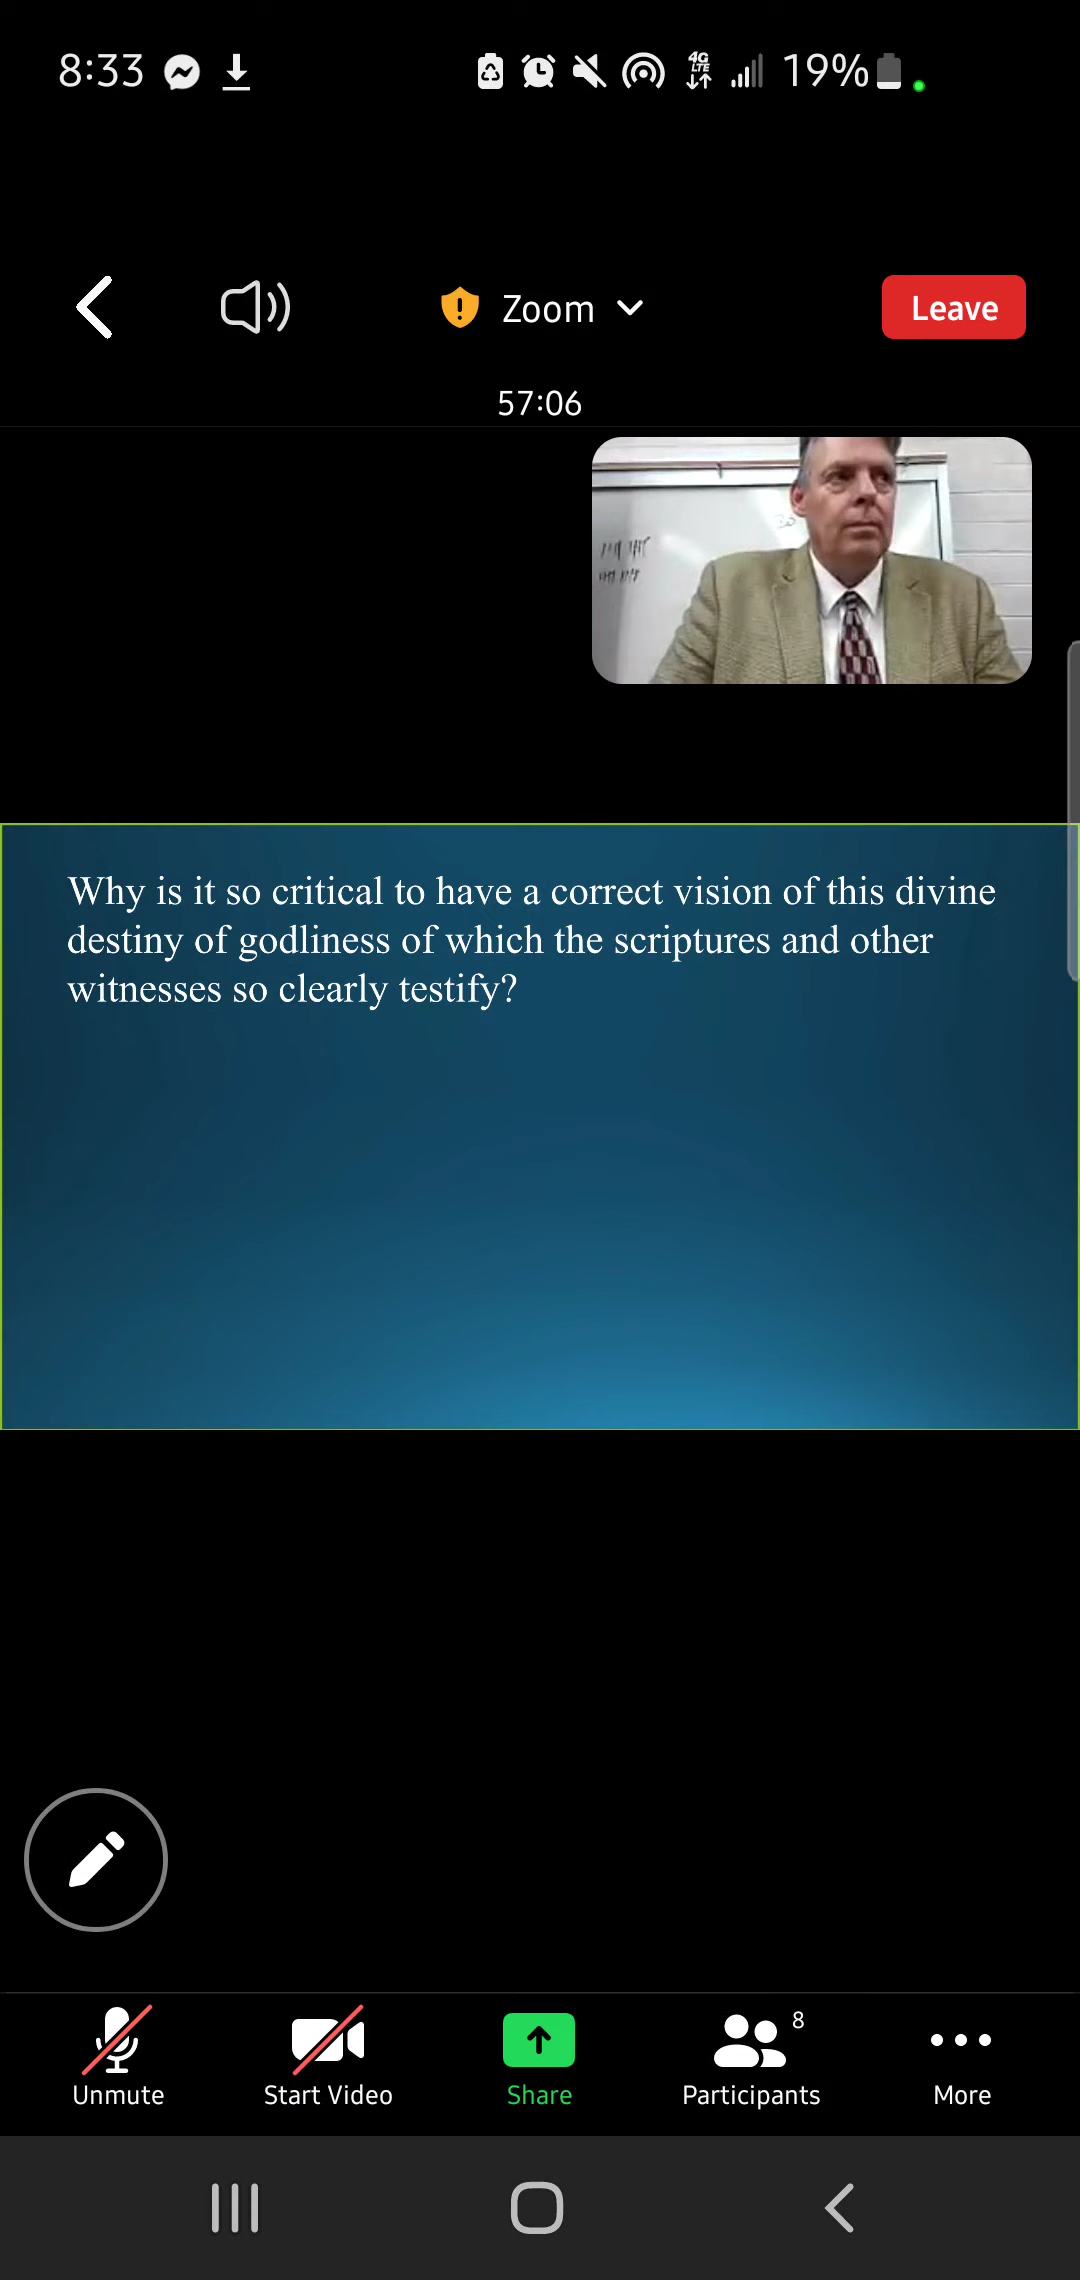 8:33 4G LTE 19%
Zoom Leave
57:06
Why is it so critical to have a correct vision of this divine
destiny of godliness of which the scriptures and other
witnesses so clearly testify?
8
Unmute Start Video Share Participants More